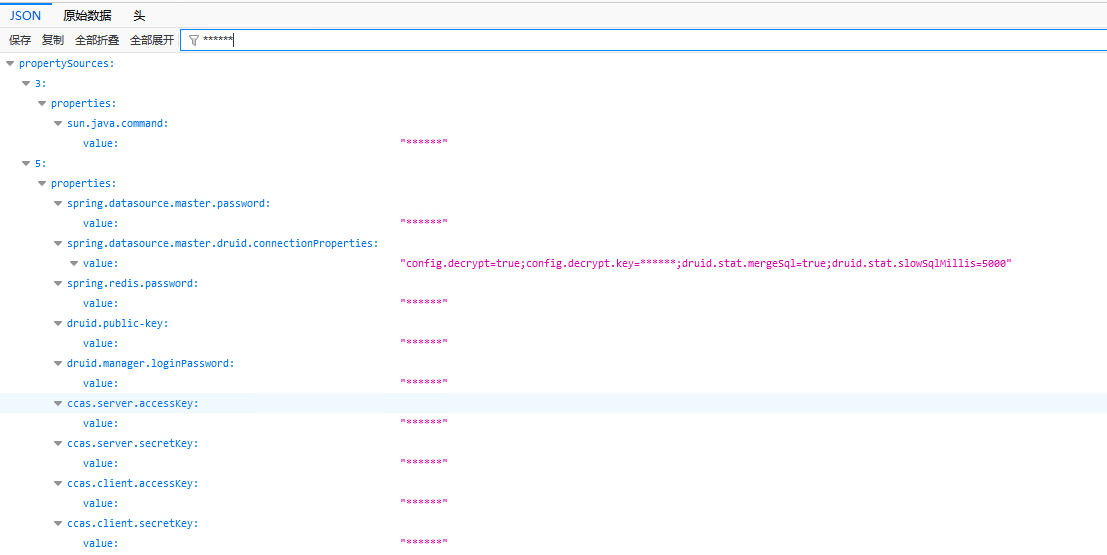 JSON 原始数据 头
保存 复制 全部折叠 全部展开 ******
propertySources:
3:
properties:
sun.java.command:
value: "******"
5:
properties:
spring.datasource.master.password:
value: "******"
spring.datasource.master.druid.connectionProperties:
value: "config.decrypt=true;config.decrypt.key=******;druid.stat.mergeSql=true;druid.stat.slowSqlMillis=5000"
spring.redis.password:
value: "******"
druid.public-key:
value: "******"
druid.manager.loginPassword:
value: "******"
ccas.server.accessKey:
value: "******"
ccas.server.secretKey:
value: "******"
ccas.client.accessKey:
value: "******"
ccas.client.secretKey:
value: "******"